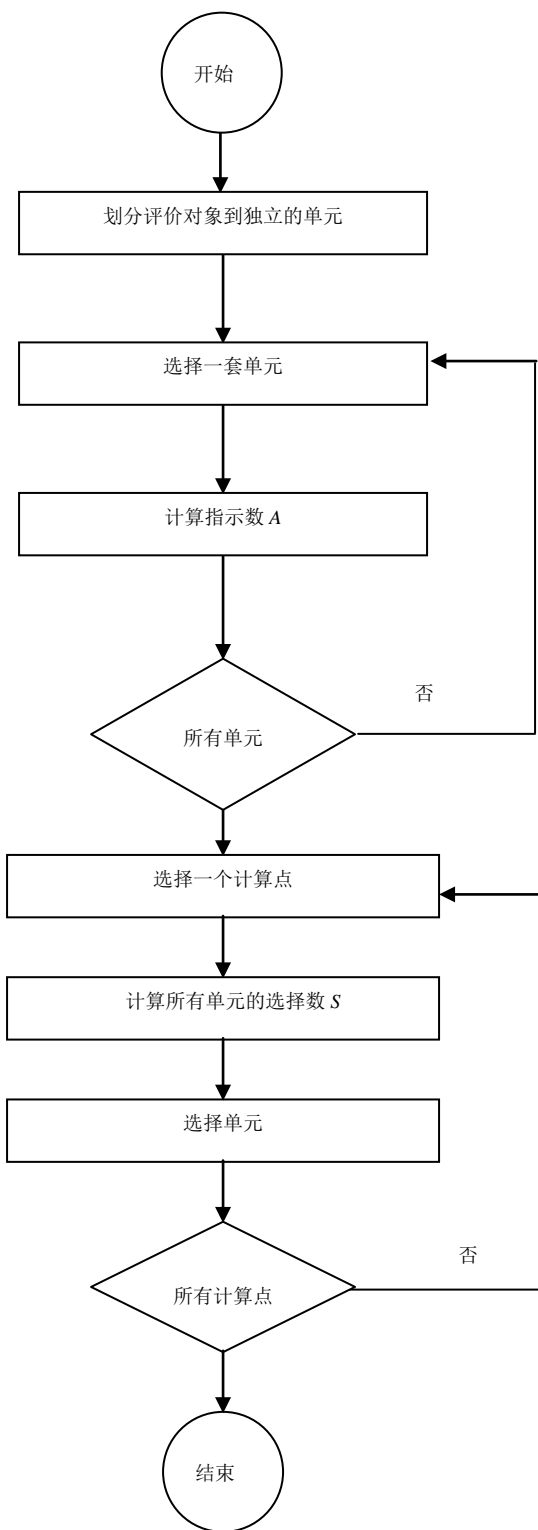 开始
划分评价对象到独立的单元
选择一套单元
计算指示数 A
否
所有单元
选择一个计算点
计算所有单元的选择数 S
选择单元
否
所有计算点
结束